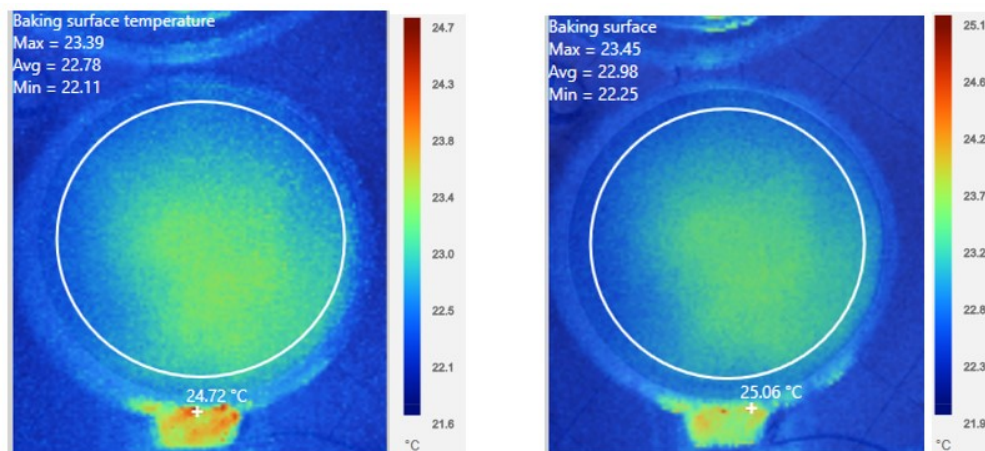 Baking surface temperature
Max = 23.39
Avg = 22.78
Min = 22.11
24.72 °C
24.7
24.3
23.8
23.4
23.0
22.5
22.1
21.6
°C
Baking surface
Max = 23.45
Avg = 22.98
Min = 22.25
25.06 °C
25.1
24.6
24.2
23.7
23.2
22.8
22.3
21.9
°C